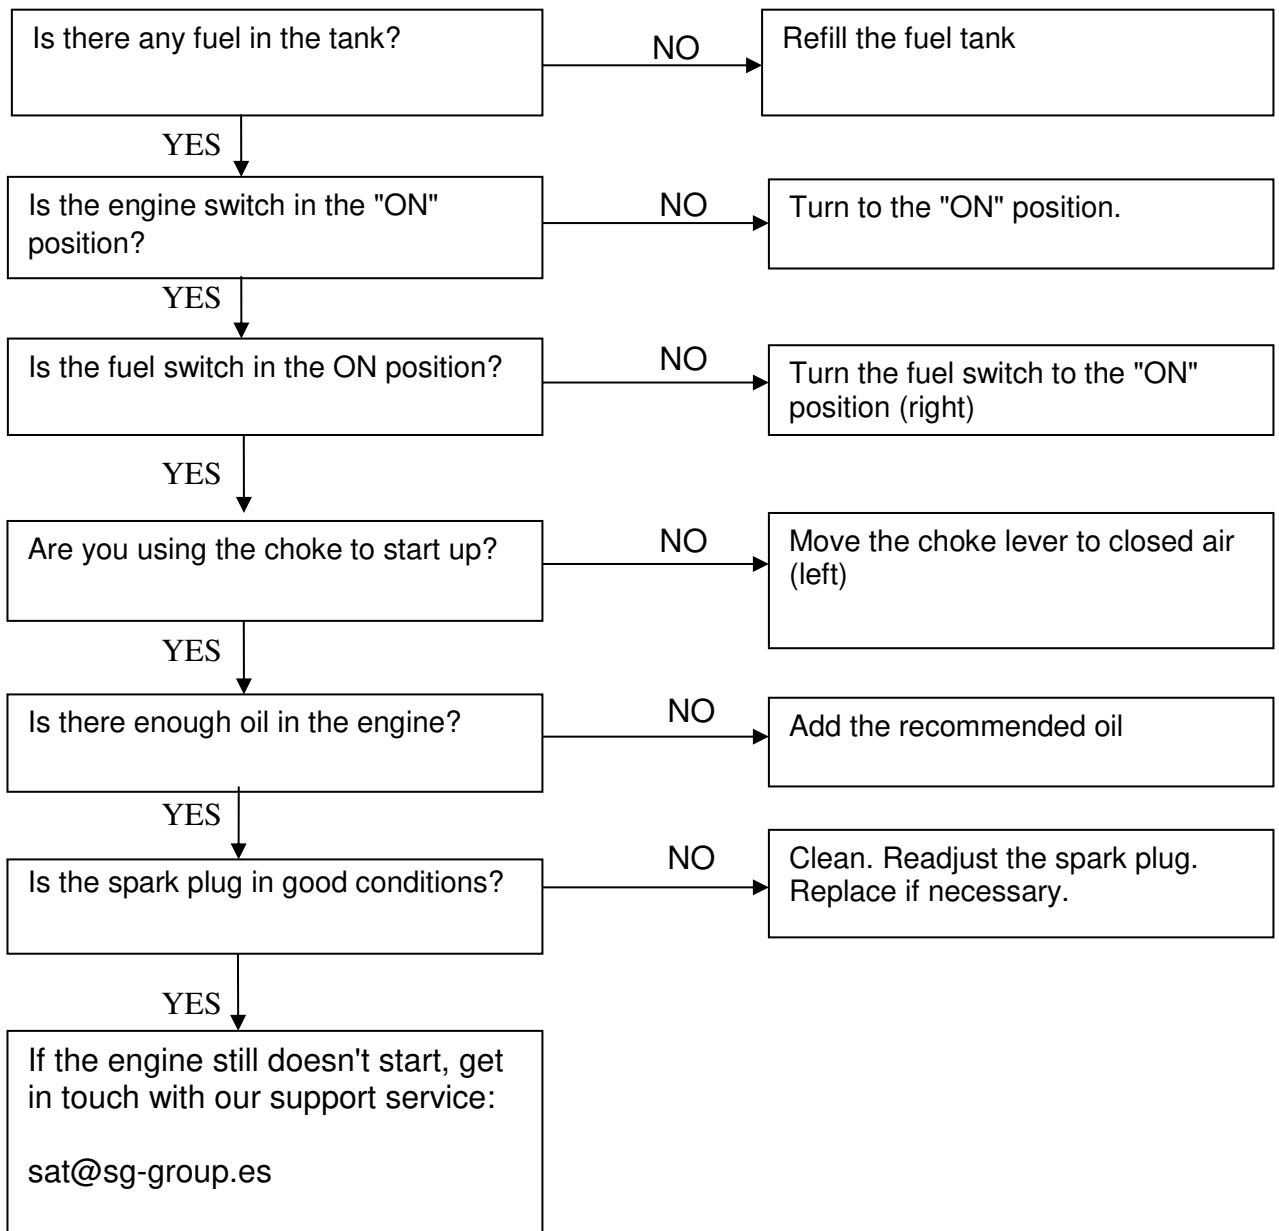 Is there any fuel in the tank?
NO
Refill the fuel tank
YES
Is the engine switch in the "ON"
position?
NO
Turn to the "ON" position.
YES
Is the fuel switch in the ON position?
NO
Turn the fuel switch to the "ON"
position (right)
YES
Are you using the choke to start up?
NO
Move the choke lever to closed air
(left)
YES
Is there enough oil in the engine?
NO
Add the recommended oil
YES
Is the spark plug in good conditions?
NO
Clean. Readjust the spark plug.
Replace if necessary.
YES
If the engine still doesn't start, get
in touch with our support service:
sat@sg-group.es